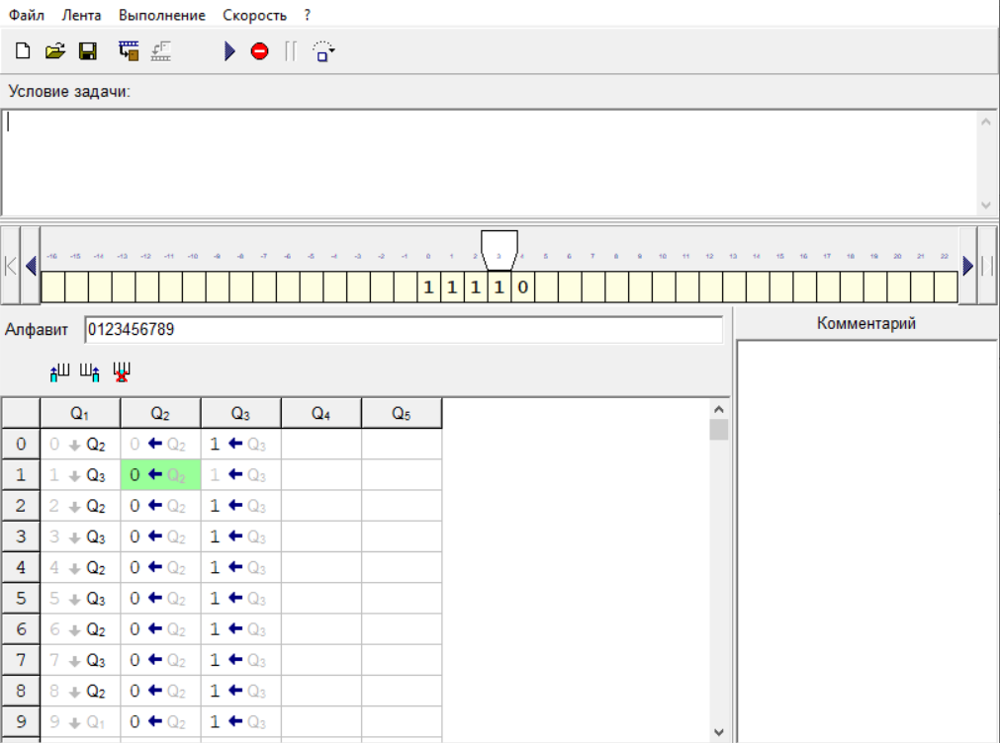 Файл Лента Выполнение Скорость ?
Условие задачи:
-16 -15 -14 -13 -12 -11 -10 -9 -8 -7 -6 -5 -4 -3 -2 -1 0 1 2 3 4 5 6 7 8 9 10 11 12 13 14 15 16 17 18 19 20 21 22
1 1 1 1 0
Алфавит 0123456789
Комментарий
Q1 Q2 Q3 Q4 Q5
0 0 Q2 0 Q2 1 Q3
1 1 Q3 0 Q2 1 Q3
2 2 Q2 0 Q2 1 Q3
3 3 Q3 0 Q2 1 Q3
4 4 Q2 0 Q2 1 Q3
5 5 Q3 0 Q2 1 Q3
6 6 Q2 0 Q2 1 Q3
7 7 Q3 0 Q2 1 Q3
8 8 Q2 0 Q2 1 Q3
9 9 Q1 0 Q2 1 Q3